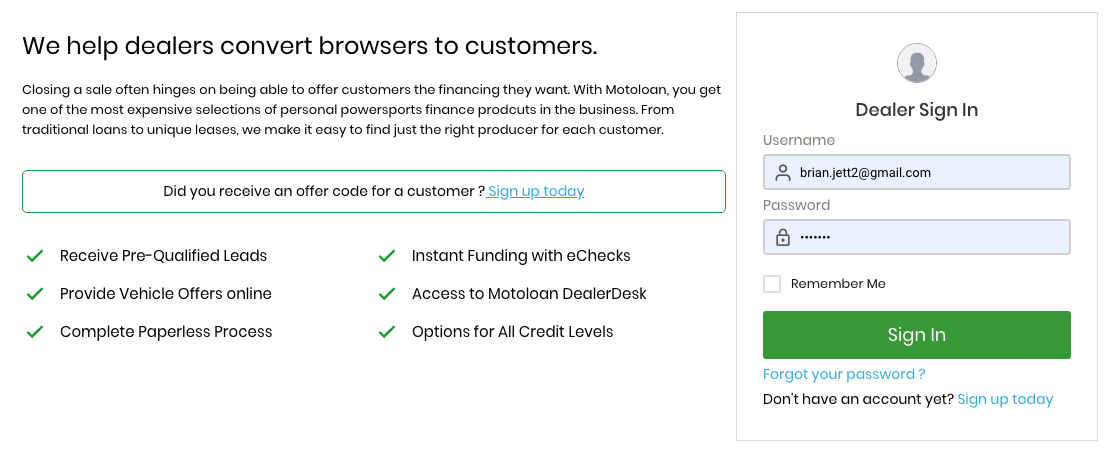 We help dealers convert browsers to customers.
Closing a sale often hinges on being able to offer customers the financing they want. With Motoloan, you get
one of the most expensive selections of personal powersports finance prodcuts in the business. From
traditional loans to unique leases, we make it easy to find just the right producer for each customer.
Did you receive an offer code for a customer ? Sign up today
Receive Pre-Qualified Leads
Instant Funding with eChecks
Provide Vehicle Offers online
Access to Motoloan DealerDesk
Complete Paperless Process
Options for All Credit Levels
Dealer Sign In
Username
brian.jett2@gmail.com
Password
•••••••
Remember Me
Sign In
Forgot your password ?
Don't have an account yet? Sign up today